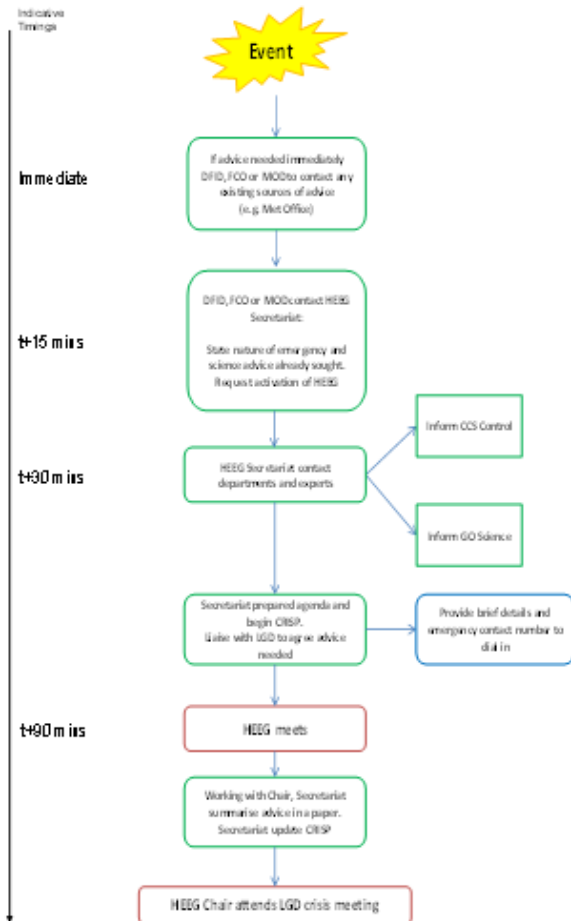 Indicative
Timings
Event
Immediate
If advice needed immediately
DFID, FCO or MOD to contact any
existing sources of advice
(e.g. Met Office)
t+15 mins
DFID, FCO or MOD contact HEEG
Secretariat:
State nature of emergency and
science advice already sought.
Request activation of HEEG
Inform CCS Control
t+30 mins
HEEG Secretariat contact
departments and experts
Inform GO Science
Secretariat prepared agenda and
begin CRISP.
Liaise with LGD to agree advice
needed
Provide brief details and
emergency contact number to
dial in
t+90 mins
HEEG meets
Working with Chair, Secretariat
summarise advice in a paper.
Secretariat update CRISP
HEEG Chair attends LGD crisis meeting